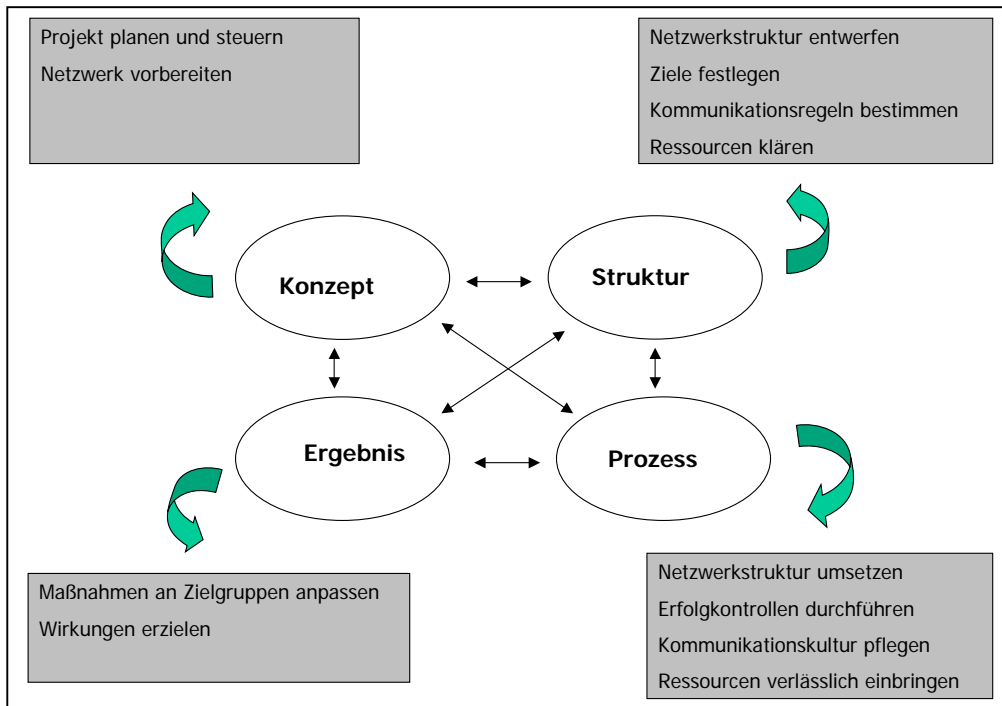 Projekt planen und steuern
Netzwerk vorbereiten
Netzwerkstruktur entwerfen
Ziele festlegen
Kommunikationsregeln bestimmen
Ressourcen klären
Konzept
Struktur
Ergebnis
Prozess
Maßnahmen an Zielgruppen anpassen
Wirkungen erzielen
Netzwerkstruktur umsetzen
Erfolgkontrollen durchführen
Kommunikationskultur pflegen
Ressourcen verlässlich einbringen